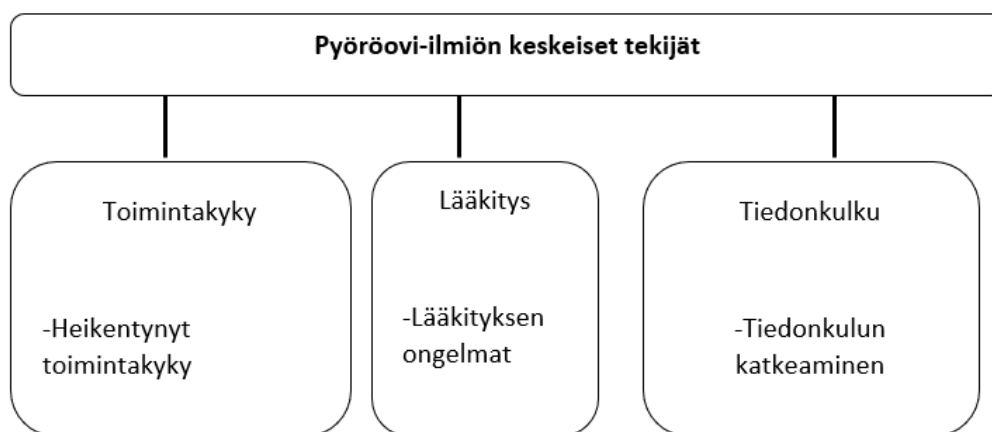 Pyöröovi-ilmiön keskeiset tekijät
Toimintakyky
-Heikentynyt
toimintakyky
Lääkitys
-Lääkityksen
ongelmat
Tiedonkulku
-Tiedonkulun
katkeaminen